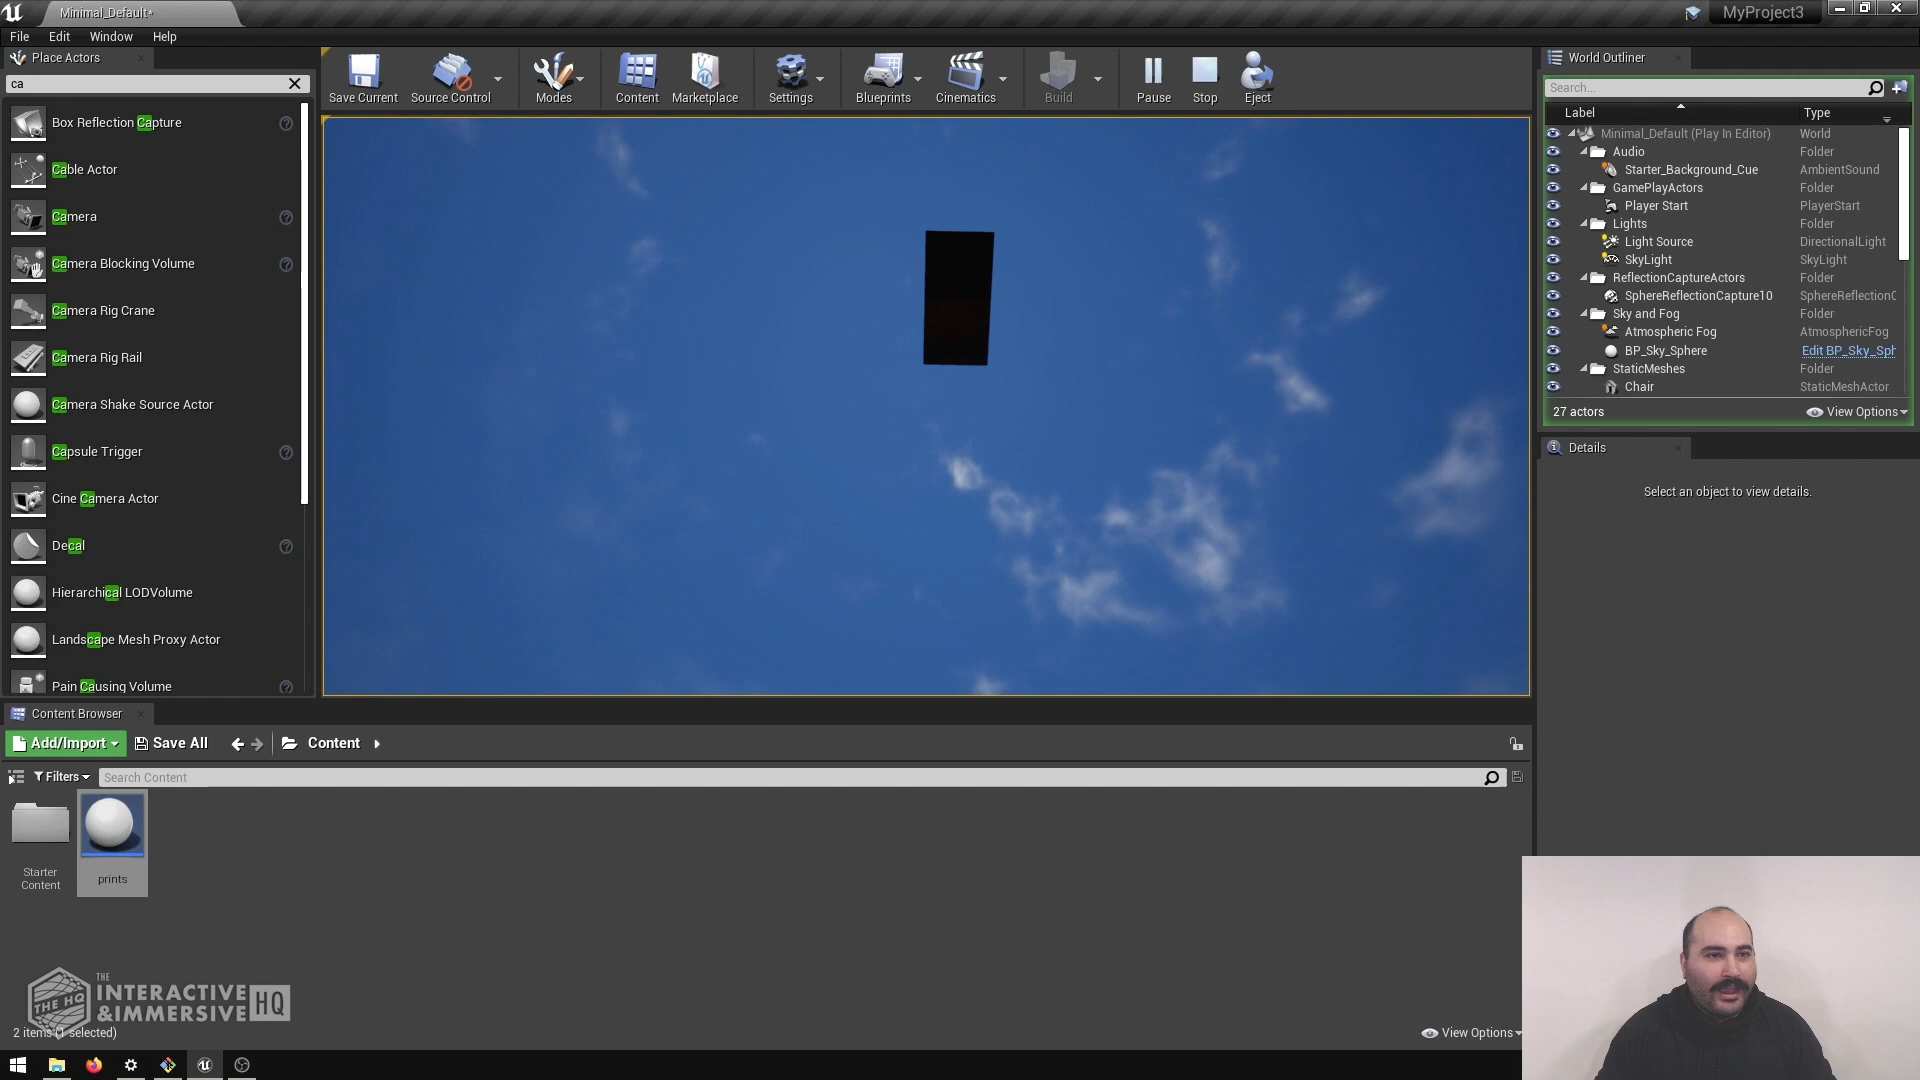 Minimal_Default*
MyProject3
File Edit Window Help
Place Actors
ca
Box Reflection Capture
Cable Actor
Camera
Camera Blocking Volume
Camera Rig Crane
Camera Rig Rail
Camera Shake Source Actor
Capsule Trigger
Cine Camera Actor
Decal
Hierarchical LODVolume
Landscape Mesh Proxy Actor
Pain Causing Volume
Save Current Source Control Modes Content Marketplace Settings Blueprints Cinematics Build Pause Stop Eject
World Outliner
Search...
Label Type
Minimal_Default (Play In Editor) World
Audio Folder
Starter_Background_Cue AmbientSound
GamePlayActors Folder
Player Start PlayerStart
Lights Folder
Light Source DirectionalLight
SkyLight SkyLight
ReflectionCaptureActors Folder
SphereReflectionCapture10 SphereReflectionC
Sky and Fog Folder
Atmospheric Fog AtmosphericFog
BP_Sky_Sphere Edit BP_Sky_Sph
StaticMeshes Folder
Chair StaticMeshActor
27 actors View Options
Details
Select an object to view details.
Content Browser
Add/Import Save All Content
Filters Search Content
Starter
Content
prints
THE
INTERACTIVE
& IMMERSIVE HQ
THE HQ
2 items (1 selected)
View Options